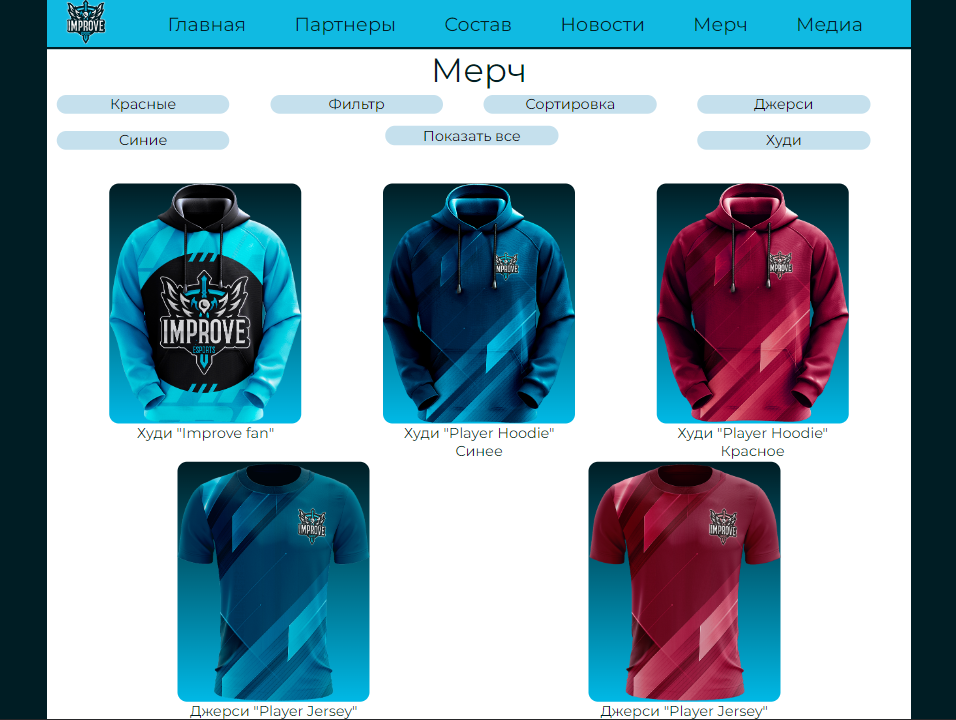 IMPROVE
Главная Партнеры Состав Новости Мерч Медиа
Мерч
Красные Фильтр Сортировка Джерси
Синие Показать все Худи
IMPROVE
ESPORTS
IMPROVE
IMPROVE
Худи "Improve fan"
Худи "Player Hoodie"
Синее
Худи "Player Hoodie"
Красное
IMPROVE
IMPROVE
Джерси "Player Jersey"
Джерси "Player Jersey"